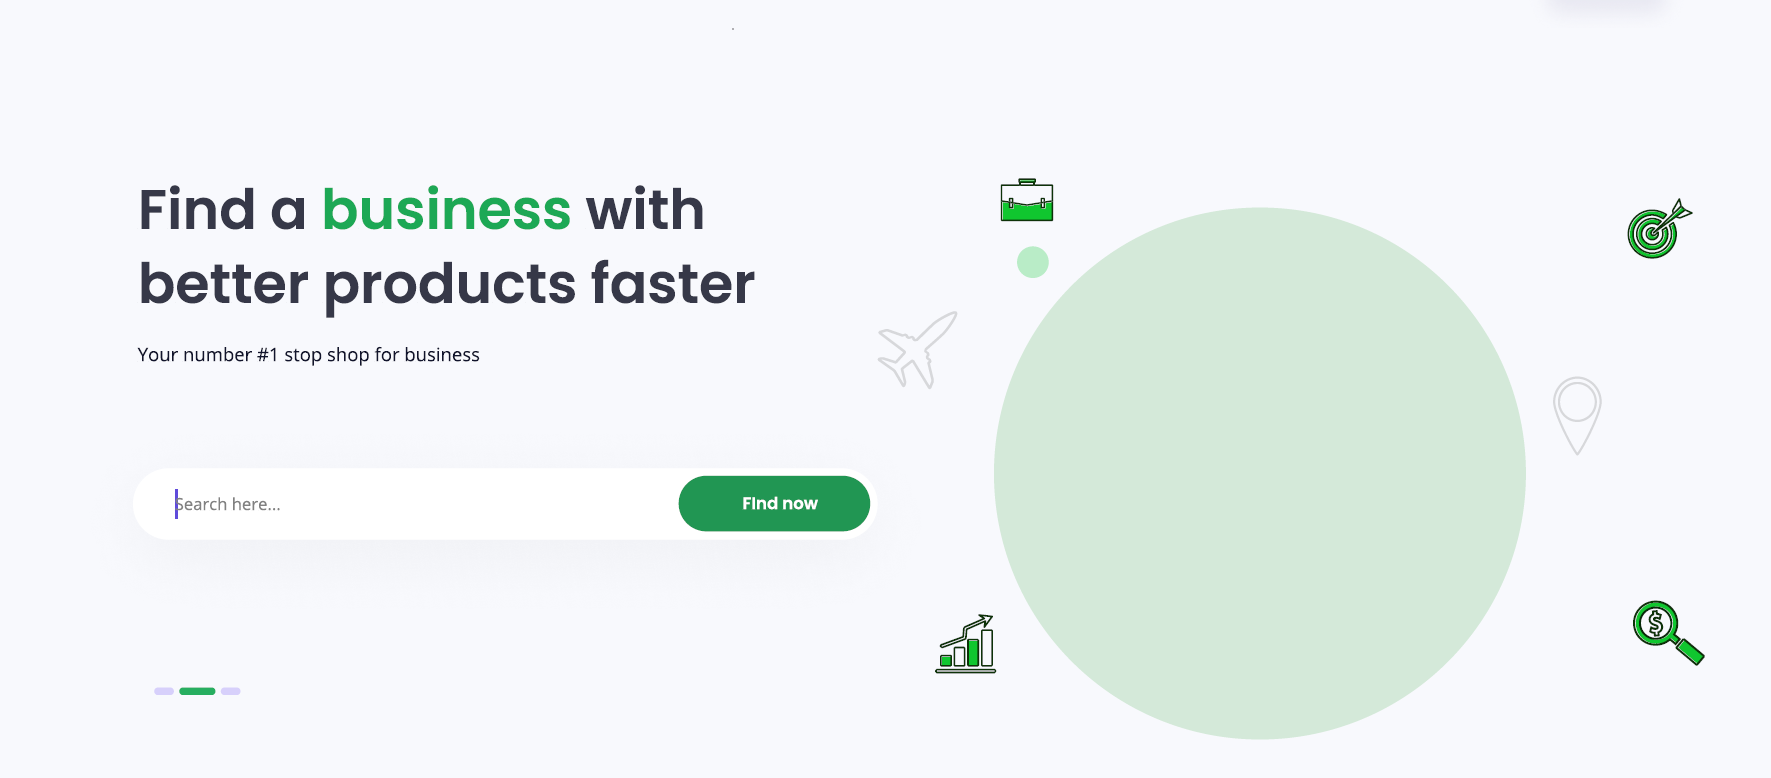 Find a business with
better products faster
Your number #1 stop shop for business
Search here...
Find now
$